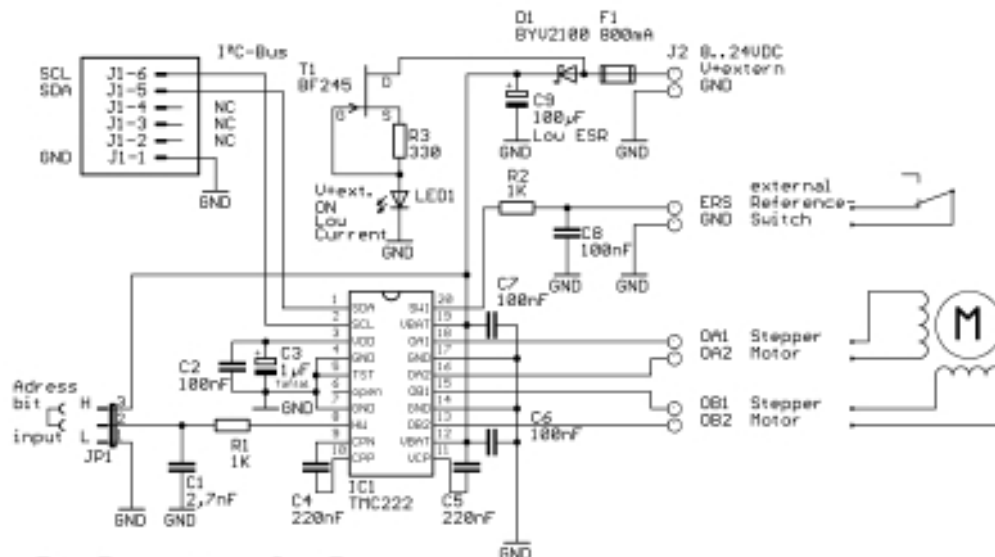 I²C-Bus
SCL J1-6
SDA J1-5
J1-4 NC
J1-3 NC
J1-2 NC
GND J1-1
GND
T1
BF245
D
G S
R3
330
V+ext.
ON
Low
Current
LED1
GND
D1
BYV2100
F1
800mA
J2 8..24VDC
V+extern
GND
C9
100µF
Low ESR
GND
GND
R2
1K
C8
100nF
GND
GND
ERS
GND
external
Reference-
Switch
C7
100nF
1 SDA
2 SCL
3 VDD
4 GND
5 TST
6 open
7 GND
8 HW
9 CPN
10 CPP
20 SWI
19 VBAT
18 OA1
17 GND
16 OA2
15 OB1
14 GND
13 OB2
12 VBAT
11 VCP
IC1
TMC222
C2
100nF
C3
1µF
GND
Adress
bit
input
H
L
3
JP1
R1
1K
C1
2,7nF
GND
GND
C4
220nF
C5
220nF
C6
100nF
GND
OA1 Stepper
OA2 Motor
OB1 Stepper
OB2 Motor
M